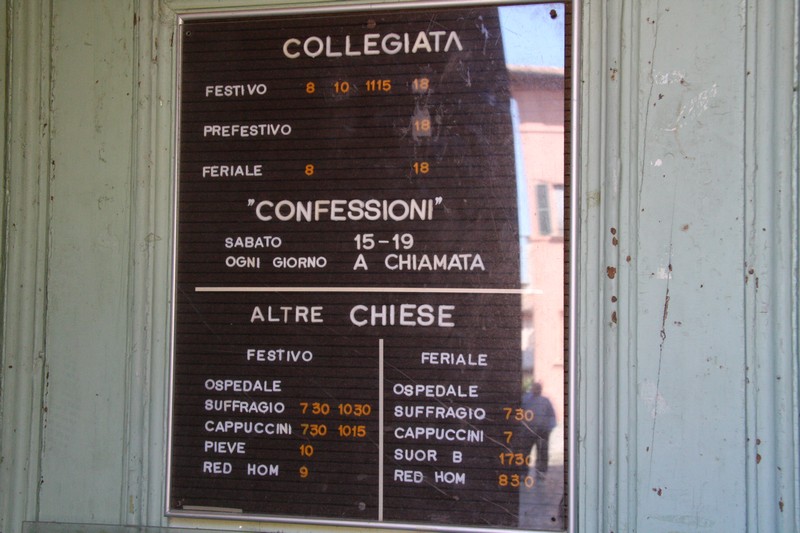 COLLEGIATA
FESTIVO 8 10 1115 18
PREFESTIVO 18
FERIALE 8 18
"CONFESSIONI"
SABATO 15-19
OGNI GIORNO A CHIAMATA
ALTRE CHIESE
FESTIVO
OSPEDALE
SUFFRAGIO 730 1030
CAPPUCCINI 730 1015
PIEVE 10
RED HOM 9
FERIALE
OSPEDALE
SUFFRAGIO 730
CAPPUCCINI 7
SUOR B 1730
RED HOM 830